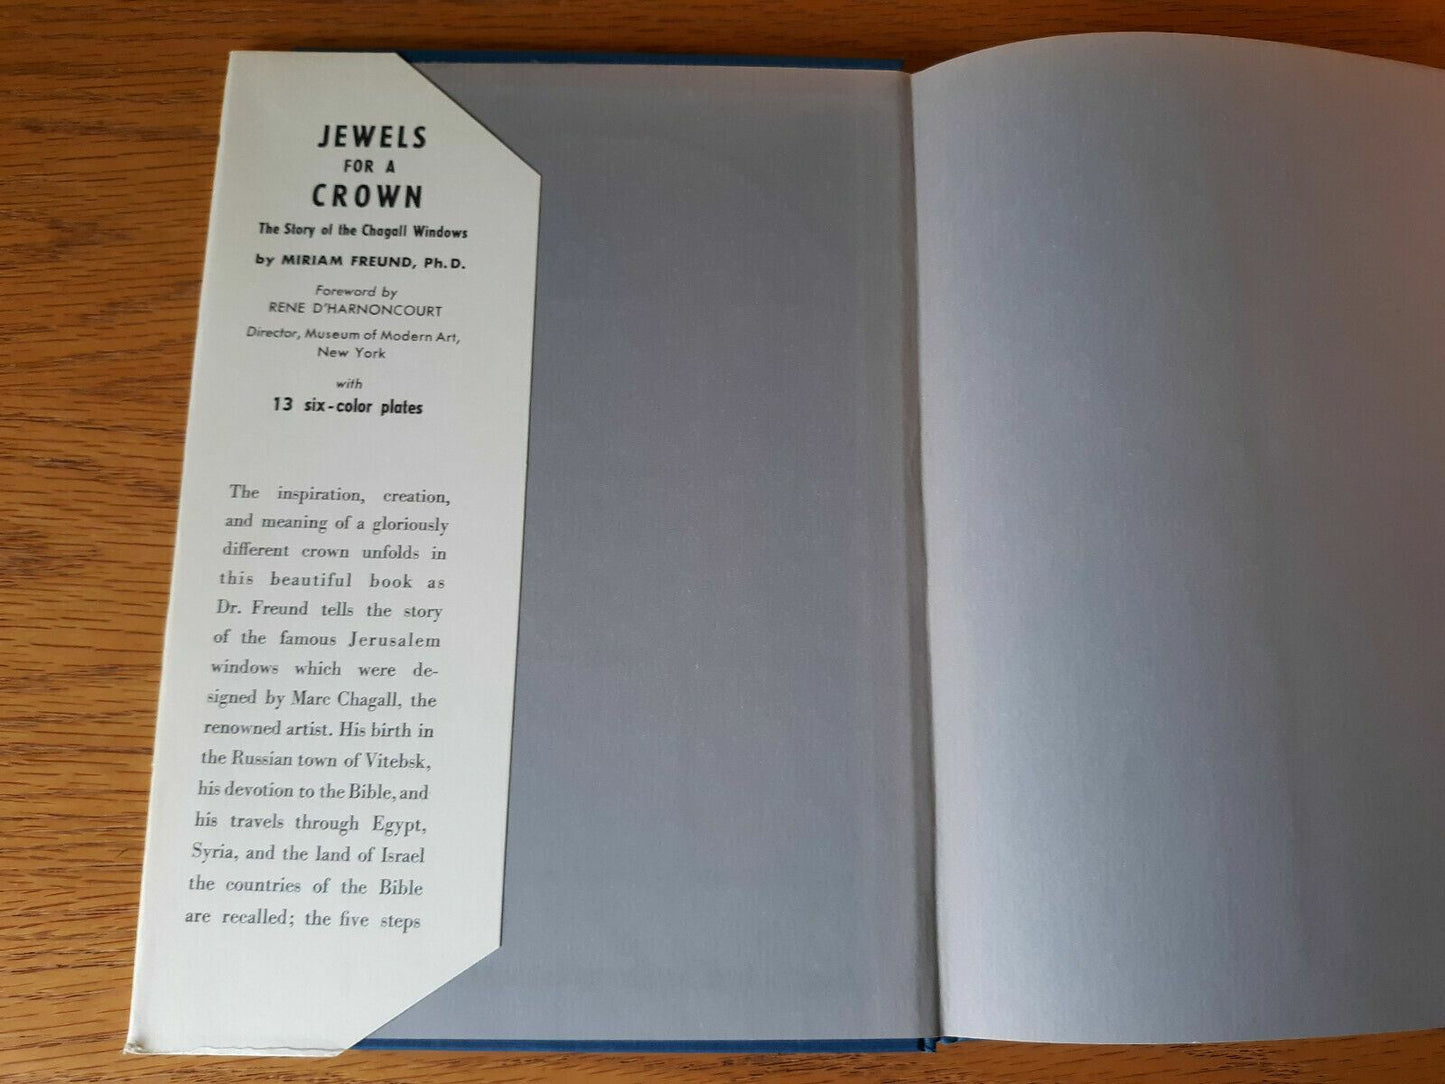 JEWELS
FOR A
CROWN
The Story of the Chagall Windows
by MIRIAM FREUND, Ph.D.
Foreword by
RENE D'HARNONCOURT
Director, Museum of Modern Art,
New York
with
13 six-color plates
The inspiration, creation,
and meaning of a gloriously
different crown unfolds in
this beautiful book as
Dr. Freund tells the story
of the famous Jerusalem
windows which were de-
signed by Marc Chagall, the
renowned artist. His birth in
the Russian town of Vitebsk,
his devotion to the Bible, and
his travels through Egypt,
Syria, and the land of Israel
the countries of the Bible
are recalled; the five steps